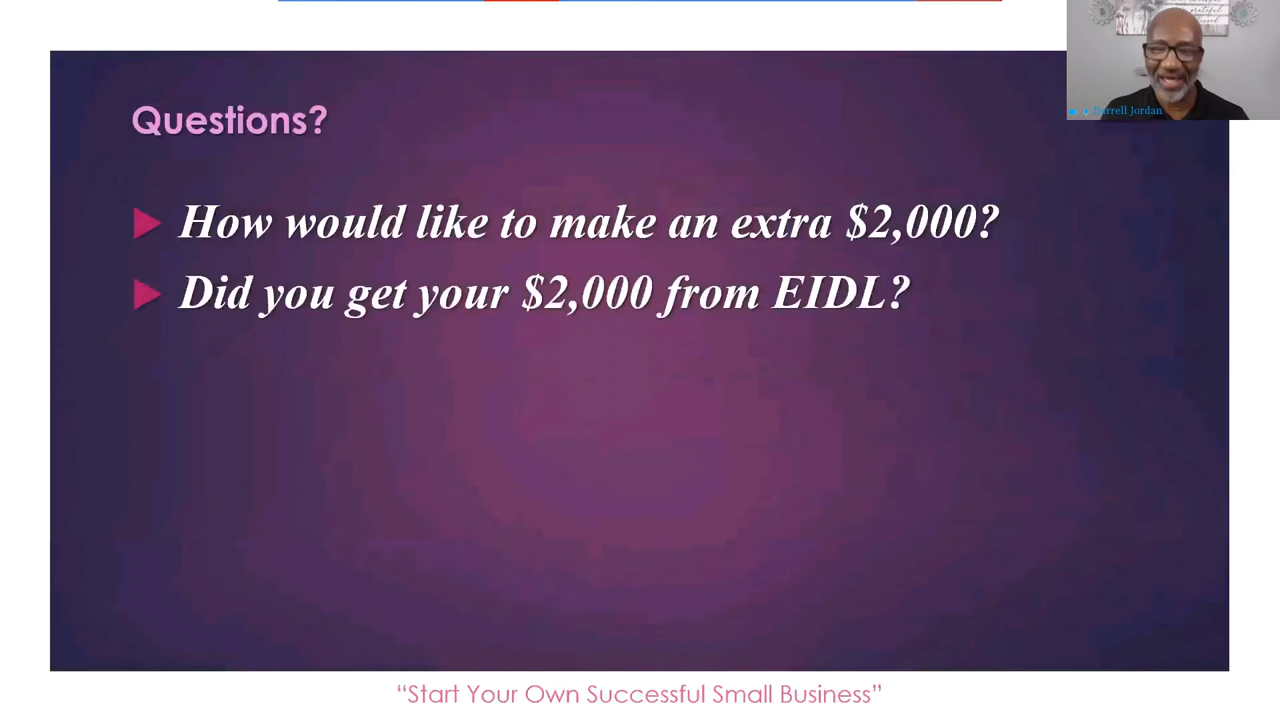 Questions?
How would like to make an extra $2,000?
Did you get your $2,000 from EIDL?
“Start Your Own Successful Small Business”
grateful
Darrell Jordan